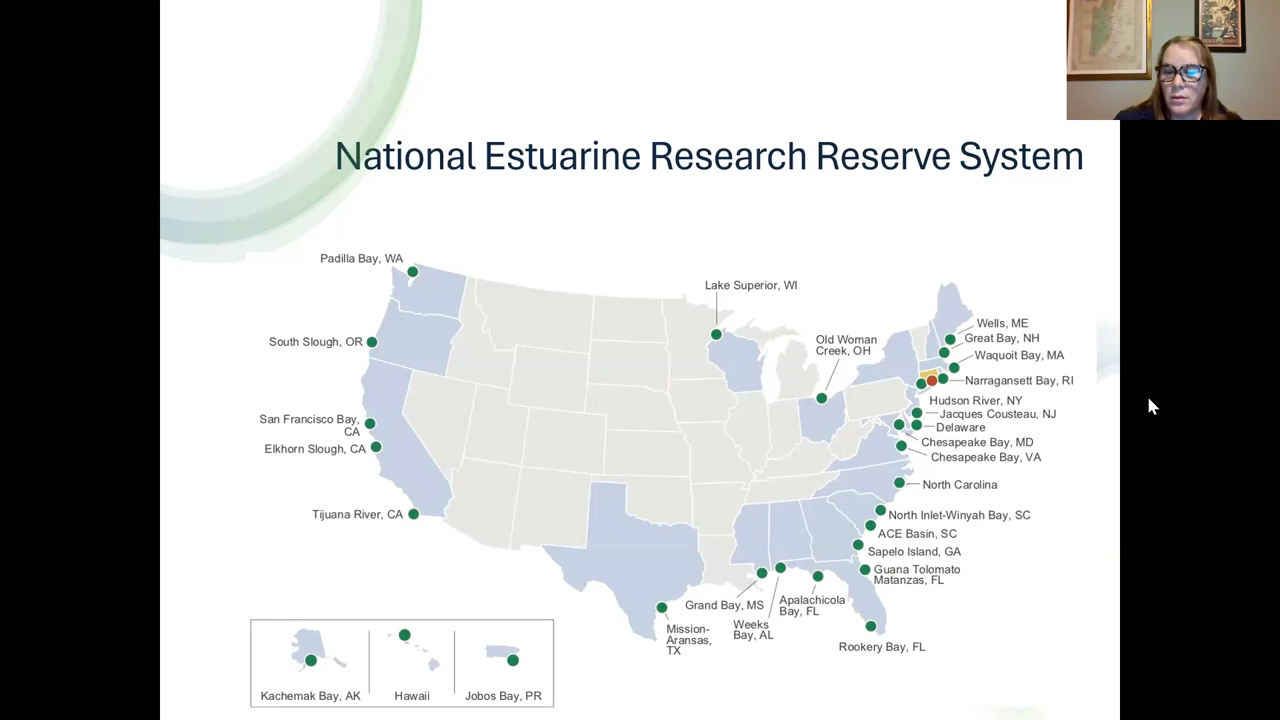 National Estuarine Research Reserve System
Padilla Bay, WA
Lake Superior, WI
Wells, ME
Great Bay, NH
Old Woman
Creek, OH
South Slough, OR
Waquoit Bay, MA
Narragansett Bay, RI
Hudson River, NY
Jacques Cousteau, NJ
San Francisco Bay,
CA
Delaware
Chesapeake Bay, MD
Elkhorn Slough, CA
Chesapeake Bay, VA
North Carolina
Tijuana River, CA
North Inlet-Winyah Bay, SC
ACE Basin, SC
Sapelo Island, GA
Guana Tolomato
Matanzas, FL
Grand Bay, MS
Apalachicola
Bay, FL
Weeks
Bay, AL
Mission-
Aransas,
TX
Rookery Bay, FL
Kachemak Bay, AK
Hawaii
Jobos Bay, PR